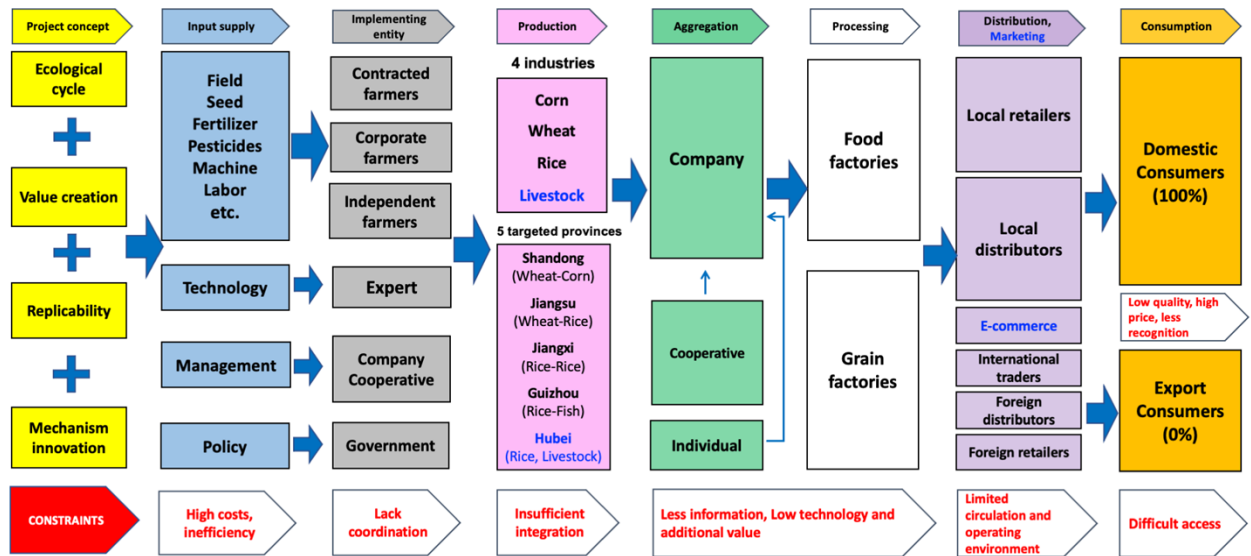 Project concept
Input supply
Implementing
entity
Production
Aggregation
Processing
Distribution,
Marketing
Consumption
Ecological
cycle
Value creation
Replicability
Mechanism
innovation
Field
Seed
Fertilizer
Pesticides
Machine
Labor
etc.
Technology
Management
Policy
Contracted
farmers
Corporate
farmers
Independent
farmers
Expert
Company
Cooperative
Government
4 industries
Corn
Wheat
Rice
Livestock
5 targeted provinces
Shandong
(Wheat-Corn)
Jiangsu
(Wheat-Rice)
Jiangxi
(Rice-Rice)
Guizhou
(Rice-Fish)
Hubei
(Rice, Livestock)
Company
Cooperative
Individual
Food
factories
Grain
factories
Local retailers
Local
distributors
E-commerce
International
traders
Foreign
distributors
Foreign retailers
Domestic
Consumers
(100%)
Low quality, high
price, less
recognition
Export
Consumers
(0%)
CONSTRAINTS
High costs,
inefficiency
Lack
coordination
Insufficient
integration
Less information, Low technology and
additional value
Limited
circulation and
operating
environment
Difficult access